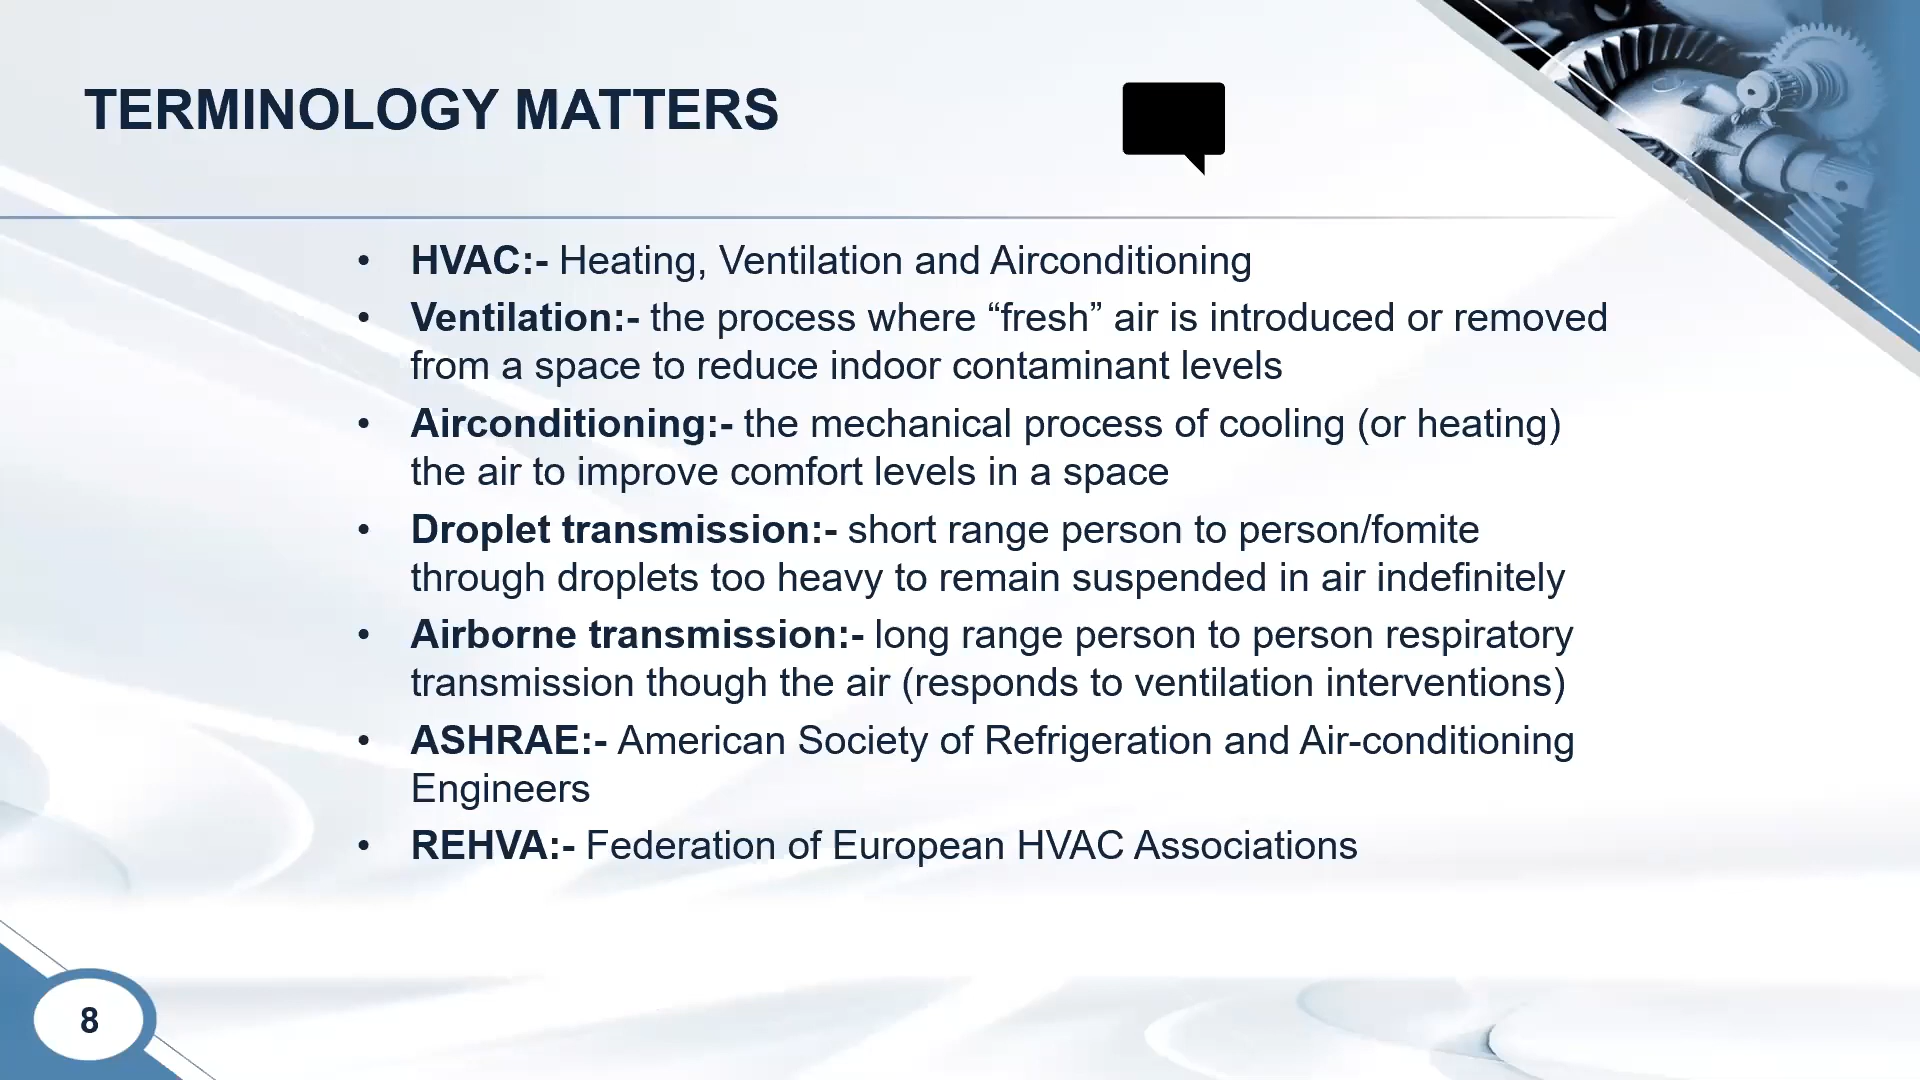 TERMINOLOGY MATTERS
• HVAC:- Heating, Ventilation and Airconditioning
• Ventilation:- the process where “fresh” air is introduced or removed
from a space to reduce indoor contaminant levels
• Airconditioning:- the mechanical process of cooling (or heating)
the air to improve comfort levels in a space
• Droplet transmission:- short range person to person/fomite
through droplets too heavy to remain suspended in air indefinitely
• Airborne transmission:- long range person to person respiratory
transmission though the air (responds to ventilation interventions)
• ASHRAE:- American Society of Refrigeration and Air-conditioning
Engineers
• REHVA:- Federation of European HVAC Associations
8